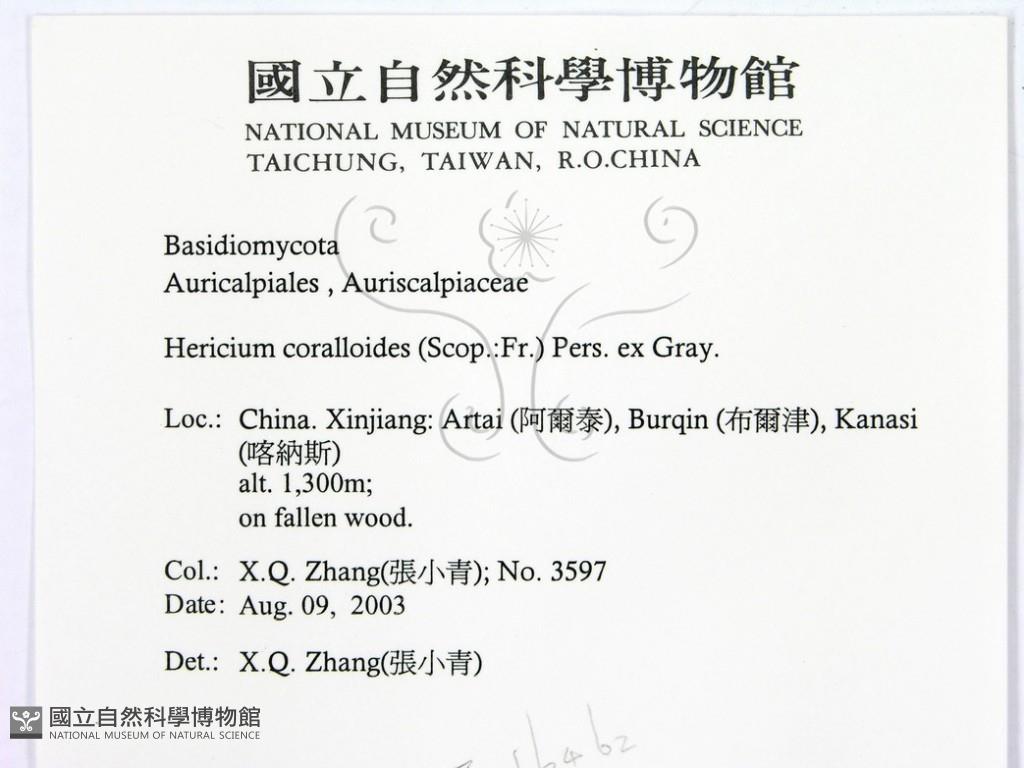 國立自然科學博物館
NATIONAL MUSEUM OF NATURAL SCIENCE
TAICHUNG, TAIWAN, R.O.CHINA
Basidiomycota
Auricalpiales , Auriscalpiaceae
Hericium coralloides (Scop.:Fr.) Pers. ex Gray.
Loc.: China. Xinjiang: Artai (阿爾泰), Burqin (布爾津), Kanasi
(喀納斯)
alt. 1,300m;
on fallen wood.
Col.: X.Q. Zhang(張小青); No. 3597
Date: Aug. 09, 2003
Det.: X.Q. Zhang(張小青)
國立自然科學博物館
NATIONAL MUSEUM OF NATURAL SCIENCE